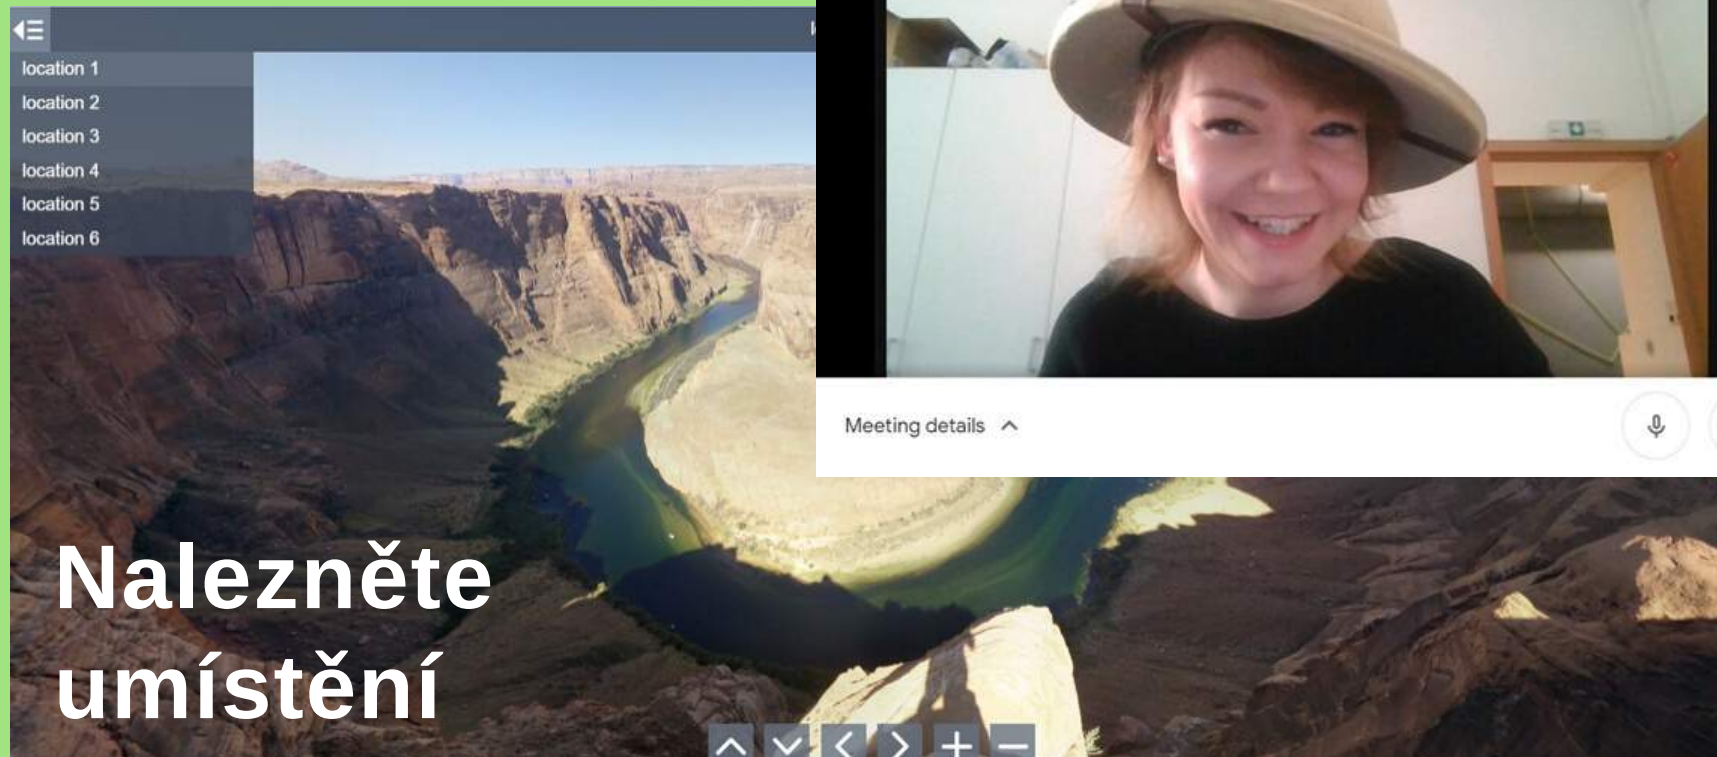 location 1
location 2
location 3
location 4
location 5
location 6
Meeting details
Nalezněte
umístění